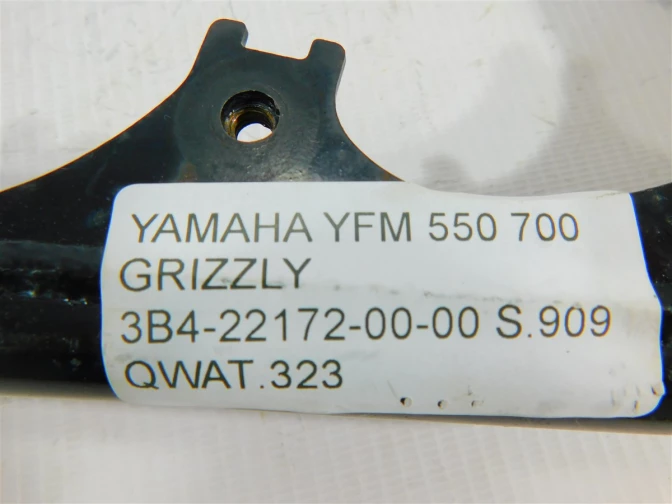 YAMAHA YFM 550 700
GRIZZLY
3B4-22172-00-00 S.909
QWAT.323